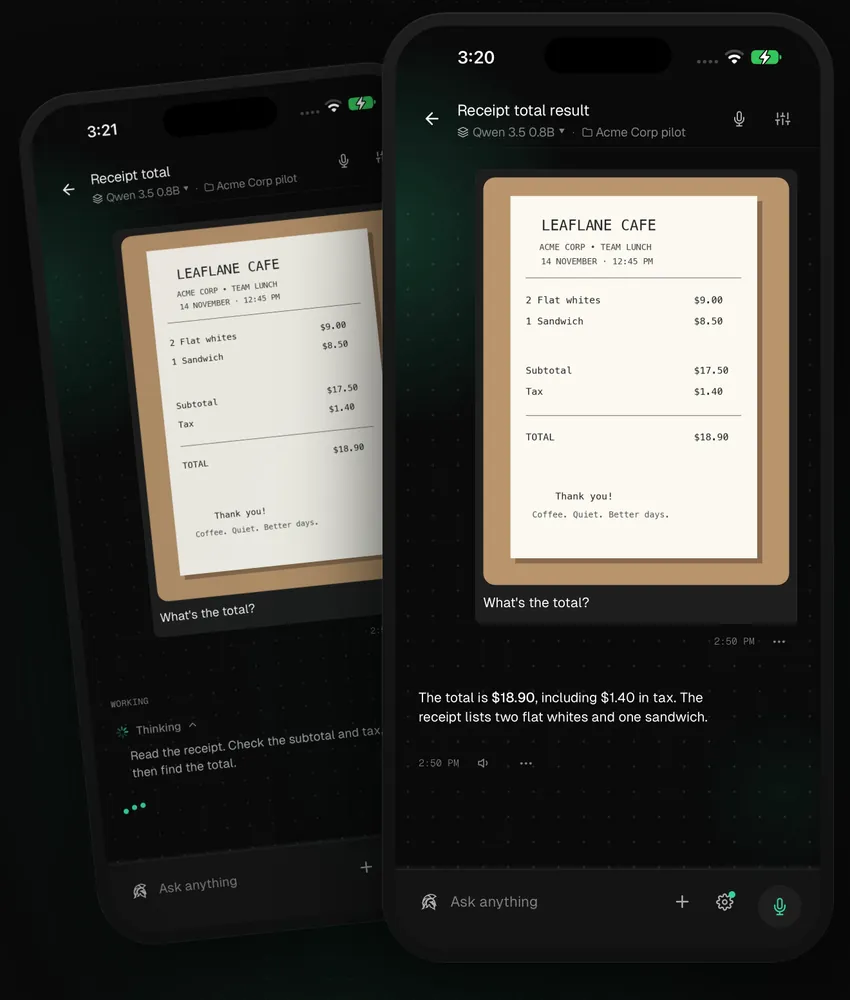 3:21
Receipt total
Qwen 3.5 0.8B · Acme Corp pilot
LEAFLANE CAFE
ACME CORP • TEAM LUNCH
14 NOVEMBER · 12:45 PM
2 Flat whites $9.00
1 Sandwich $8.50
Subtotal $17.50
Tax $1.40
TOTAL $18.90
Thank you!
Coffee. Quiet. Better days.
What's the total?
WORKING
Thinking
Read the receipt. Check the subtotal and tax,
then find the total.
Ask anything
3:20
Receipt total result
Qwen 3.5 0.8B · Acme Corp pilot
LEAFLANE CAFE
ACME CORP • TEAM LUNCH
14 NOVEMBER · 12:45 PM
2 Flat whites $9.00
1 Sandwich $8.50
Subtotal $17.50
Tax $1.40
TOTAL $18.90
Thank you!
Coffee. Quiet. Better days.
What's the total?
2:50 PM
The total is $18.90, including $1.40 in tax. The
receipt lists two flat whites and one sandwich.
2:50 PM
Ask anything